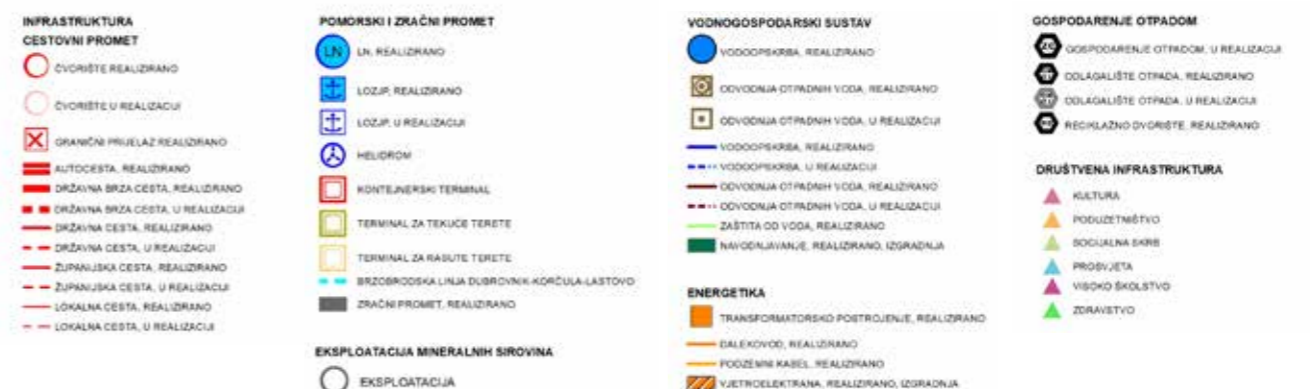 INFRASTRUKTURA
CESTOVNI PROMET
ČVORIŠTE REALIZIRANO
ČVORIŠTE U REALIZACIJI
GRANIČNI PRIJELAZ REALIZIRANO
AUTOCESTA, REALIZIRANO
DRŽAVNA BRZA CESTA, REALIZIRANO
DRŽAVNA BRZA CESTA, U REALIZACIJI
DRŽAVNA CESTA, REALIZIRANO
DRŽAVNA CESTA, U REALIZACIJI
ŽUPANIJSKA CESTA, REALIZIRANO
ŽUPANIJSKA CESTA, U REALIZACIJI
LOKALNA CESTA, REALIZIRANO
LOKALNA CESTA, U REALIZACIJI
POMORSKI I ZRAČNI PROMET
LN
LN, REALIZIRANO
LOZJP, REALIZIRANO
LOZJP, U REALIZACIJI
HELIDROM
KONTEJNERSKI TERMINAL
TERMINAL ZA TEKUĆE TERETE
TERMINAL ZA RASUTE TERETE
BRZOBRODSKA LINIJA DUBROVNIK-KORČULA-LASTOVO
ZRAČNI PROMET, REALIZIRANO
EKSPLOATACIJA MINERALNIH SIROVINA
EKSPLOATACIJA
VODNOGOSPODARSKI SUSTAV
VODOOPSKRBA, REALIZIRANO
ODVODNJA OTPADNIH VODA, REALIZIRANO
ODVODNJA OTPADNIH VODA, U REALIZACIJI
VODOOPSKRBA, REALIZIRANO
VODOOPSKRBA, U REALIZACIJI
ODVODNJA OTPADNIH VODA, REALIZIRANO
ODVODNJA OTPADNIH VODA, U REALIZACIJI
ZAŠTITA OD VODA, REALIZIRANO
NAVODNJAVANJE, REALIZIRANO, IZGRADNJA
ENERGETIKA
TRANSFORMATORSKO POSTROJENJE, REALIZIRANO
DALEKOVOD, REALIZIRANO
PODZEMNI KABEL, REALIZIRANO
VJETROELEKTRANA, REALIZIRANO, IZGRADNJA
GOSPODARENJE OTPADOM
GOSPODARENJE OTPADOM, U REALIZACIJI
ODLAGALIŠTE OTPADA, REALIZIRANO
ODLAGALIŠTE OTPADA, U REALIZACIJI
RECIKLAŽNO DVORIŠTE, REALIZIRANO
DRUŠTVENA INFRASTRUKTURA
KULTURA
PODUZETNIŠTVO
SOCIJALNA SKRB
PROSVJETA
VISOKO ŠKOLSTVO
ZDRAVSTVO